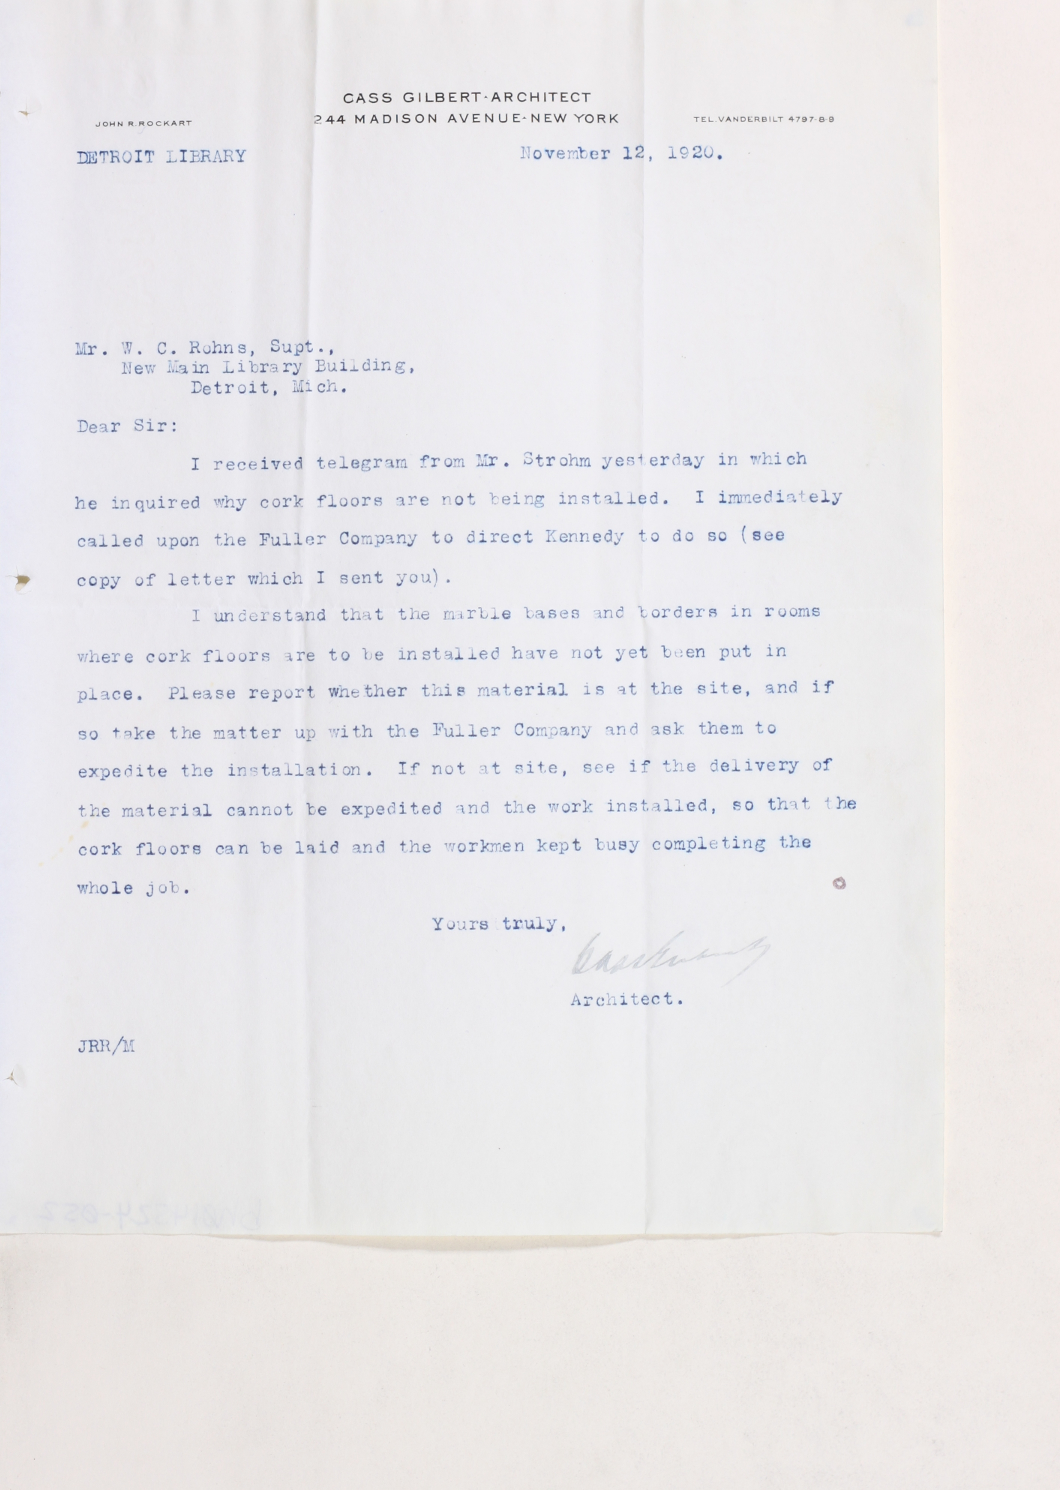 CASS GILBERT-ARCHITECT
244 MADISON AVENUE-NEW YORK
JOHN R. ROCKART
TEL. VANDERBILT 4797-8-9
DETROIT LIBRARY
November 12, 1920.
Mr. W. C. Rohns, Supt.,
New Main Library Building,
Detroit, Mich.
Dear Sir:
I received telegram from Mr. Strohm yesterday in which
he inquired why cork floors are not being installed. I immediately
called upon the Fuller Company to direct Kennedy to do so (see
copy of letter which I sent you).
I understand that the marble bases and borders in rooms
where cork floors are to be installed have not yet been put in
place. Please report whether this material is at the site, and if
so take the matter up with the Fuller Company and ask them to
expedite the installation. If not at site, see if the delivery of
the material cannot be expedited and the work installed, so that the
cork floors can be laid and the workmen kept busy completing the
whole job.
Yours truly,
Architect.
JRR/M